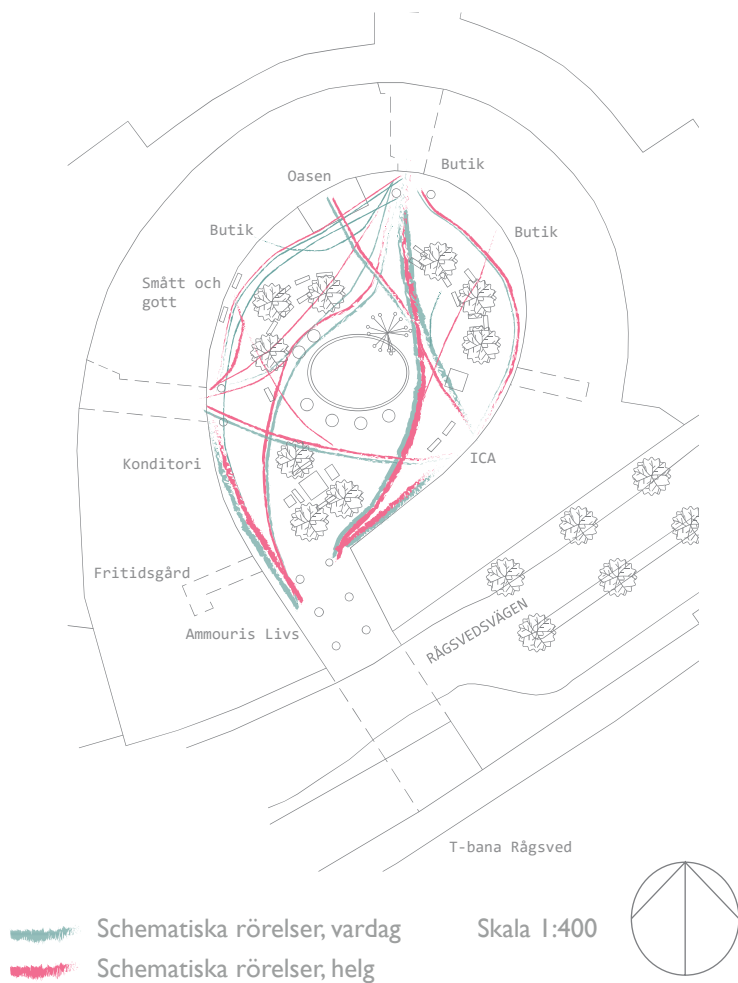 Butik
Oasen
Butik
Butik
Smått och
gott
Konditori
ICA
Fritidsgård
Ammouris Livs
RÅGSVEDSVÄGEN
T-bana Rågsved
Schematiska rörelser, vardag
Skala 1:400
Schematiska rörelser, helg